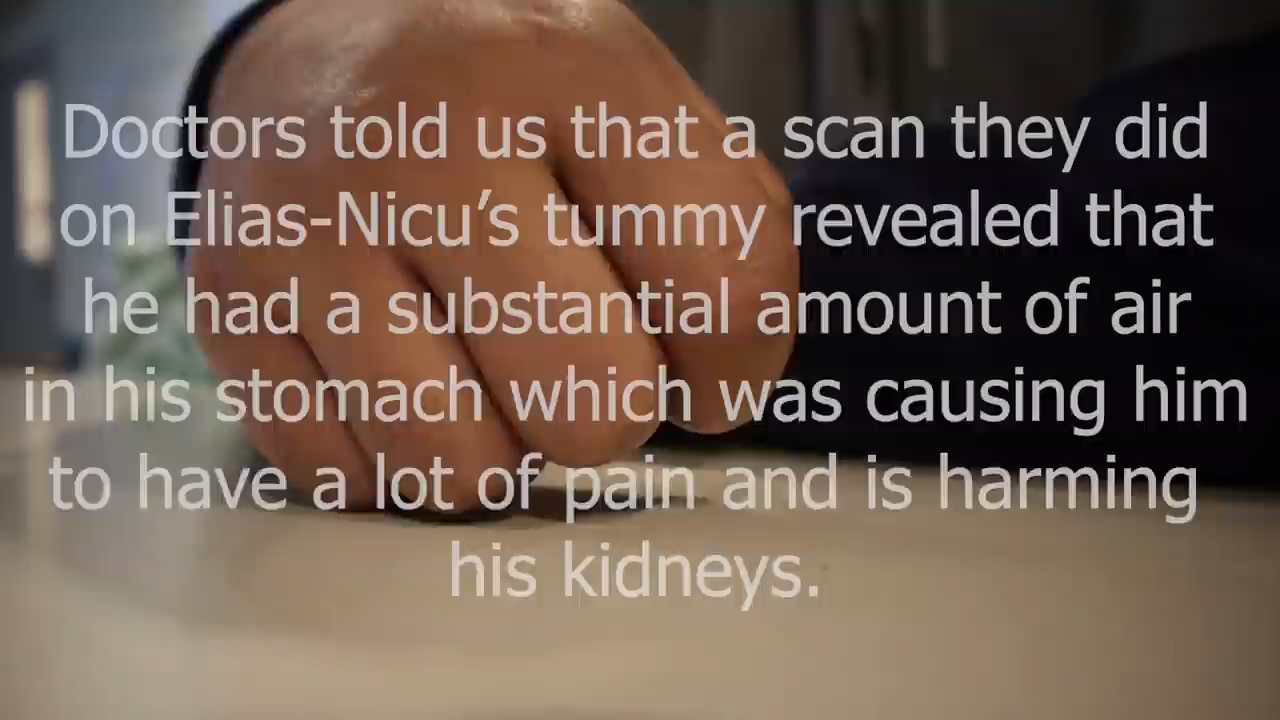 Doctors told us that a scan they did
on Elias-Nicu’s tummy revealed that
he had a substantial amount of air
in his stomach which was causing him
to have a lot of pain and is harming
his kidneys.